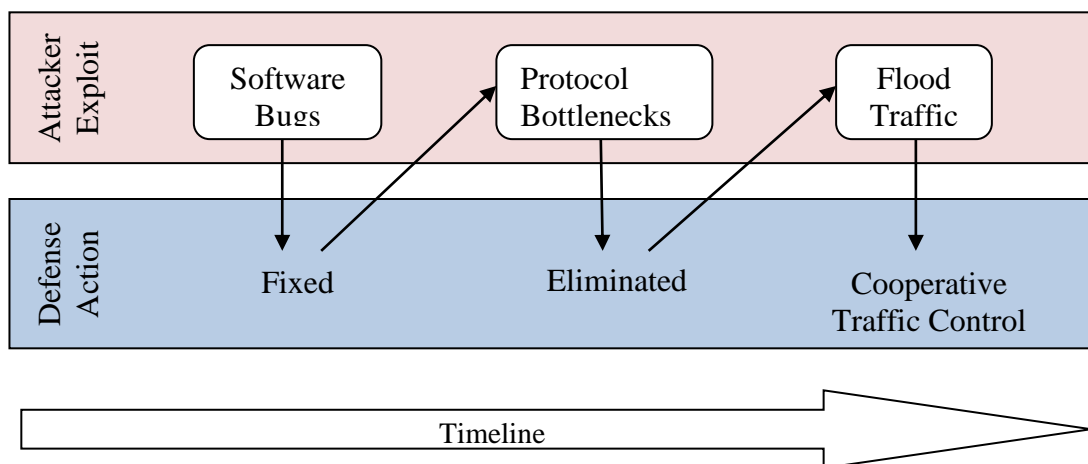 Attacker
Exploit
Software
Bugs
Protocol
Bottlenecks
Flood
Traffic
Defense
Action
Fixed
Eliminated
Cooperative
Traffic Control
Timeline